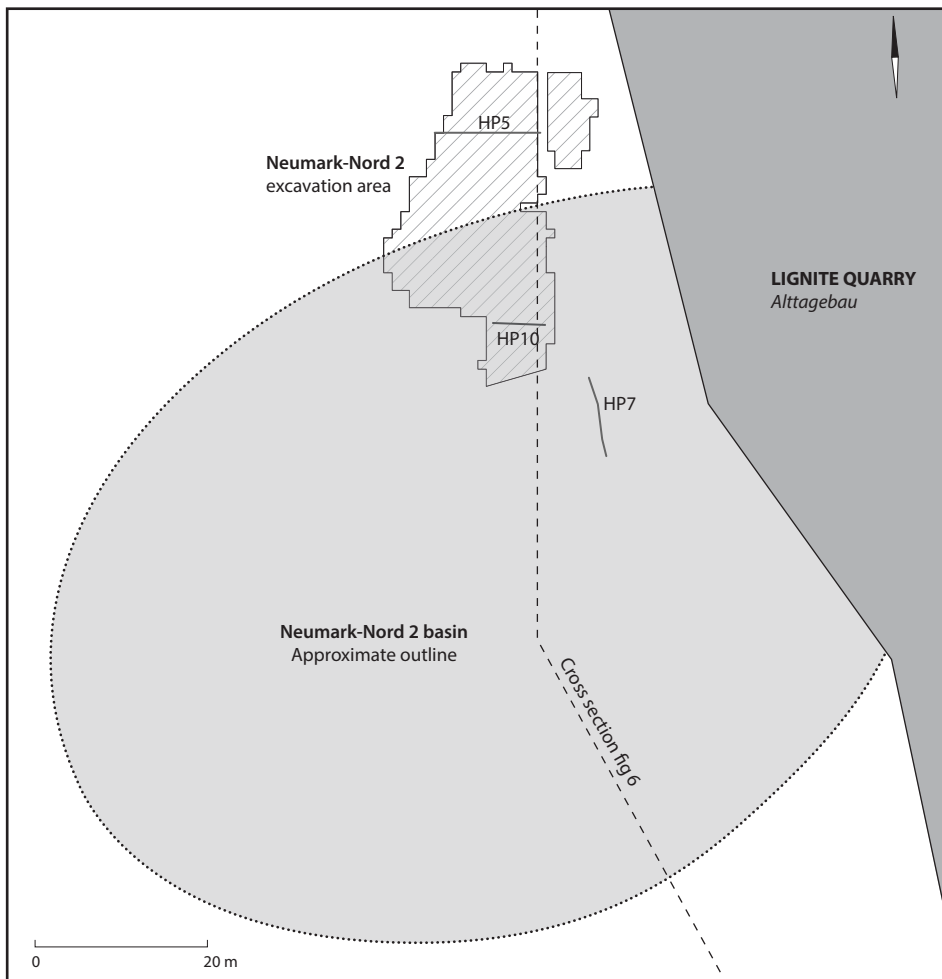 HP5
Neumark-Nord 2
excavation area
LIGNITE QUARRY
Alttagebau
HP10
HP7
Neumark-Nord 2 basin
Approximate outline
Cross section fig 6
0 20 m